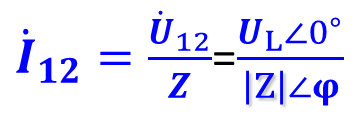 İ₁₂ = U̇₁₂ / Z = U_L∠0° / |Z|∠φ